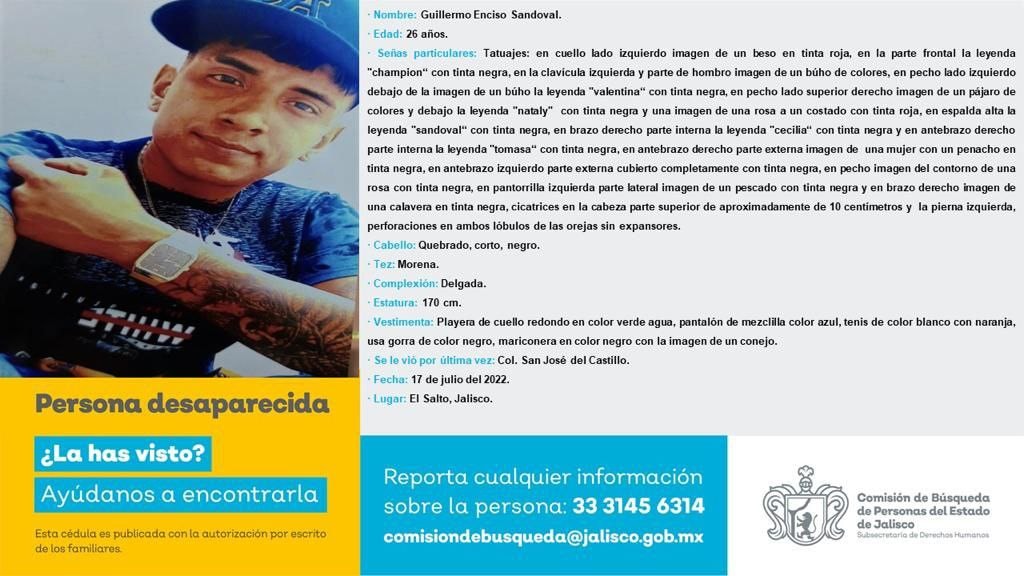 · Nombre: Guillermo Enciso Sandoval.
· Edad: 26 años.
· Señas particulares: Tatuajes: en cuello lado izquierdo imagen de un beso en tinta roja, en la parte frontal la leyenda
"champion“ con tinta negra, en la clavícula izquierda y parte de hombro imagen de un búho de colores, en pecho lado izquierdo
debajo de la imagen de un búho la leyenda "valentina“ con tinta negra, en pecho lado superior derecho imagen de un pájaro de
colores y debajo la leyenda "nataly" con tinta negra y una imagen de una rosa a un costado con tinta roja, en espalda alta la
leyenda "sandoval“ con tinta negra, en brazo derecho parte interna la leyenda "cecilia“ con tinta negra y en antebrazo derecho
parte interna la leyenda "tomasa“ con tinta negra, en antebrazo derecho parte externa imagen de una mujer con un penacho en
tinta negra, en antebrazo izquierdo parte externa cubierto completamente con tinta negra, en pecho imagen del contorno de una
rosa con tinta negra, en pantorrilla izquierda parte lateral imagen de un pescado con tinta negra y en brazo derecho imagen de
una calavera en tinta negra, cicatrices en la cabeza parte superior de aproximadamente de 10 centímetros y la pierna izquierda,
perforaciones en ambos lóbulos de las orejas sin expansores.
· Cabello: Quebrado, corto, negro.
· Tez: Morena.
· Complexión: Delgada.
· Estatura: 170 cm.
· Vestimenta: Playera de cuello redondo en color verde agua, pantalón de mezclilla color azul, tenis de color blanco con naranja,
usa gorra de color negro, mariconera en color negro con la imagen de un conejo.
· Se le vió por última vez: Col. San José del Castillo.
· Fecha: 17 de julio del 2022.
· Lugar: El Salto, Jalisco.
Persona desaparecida
¿La has visto?
Ayúdanos a encontrarla
Esta cédula es publicada con la autorización por escrito
de los familiares.
Reporta cualquier información
sobre la persona: 33 3145 6314
comisiondebusqueda@jalisco.gob.mx
Comisión de Búsqueda
de Personas del Estado
de Jalisco
Subsecretaría de Derechos Humanos